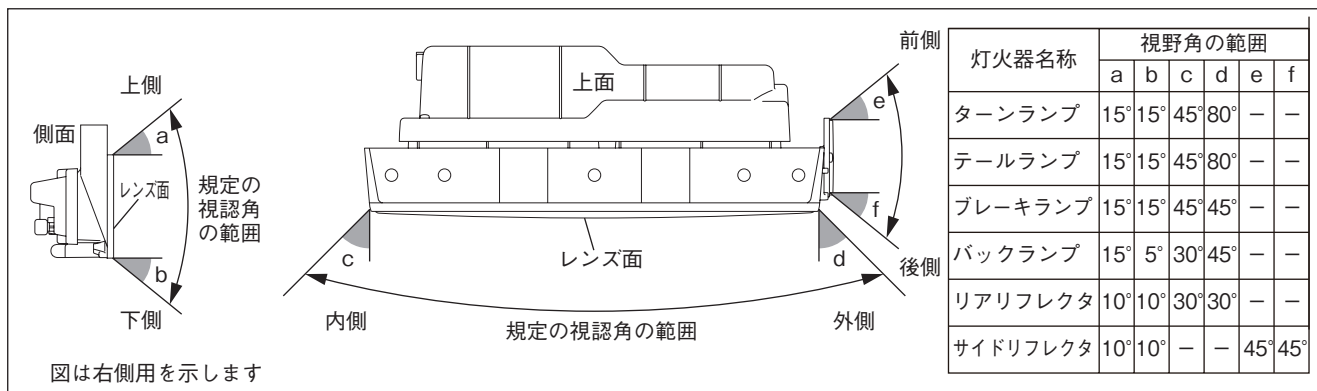 上側
側面
a
レンズ面
規定の
視認角
の範囲
b
下側
図は右側用を示します
上面
前側
e
f
後側
c
レンズ面
d
内側
規定の視認角の範囲
外側
灯火器名称 視野角の範囲
a b c d e f
ターンランプ 15° 15° 45° 80° − −
テールランプ 15° 15° 45° 80° − −
ブレーキランプ 15° 15° 45° 45° − −
バックランプ 15° 5° 30° 45° − −
リアリフレクタ 10° 10° 30° 30° − −
サイドリフレクタ 10° 10° − − 45° 45°